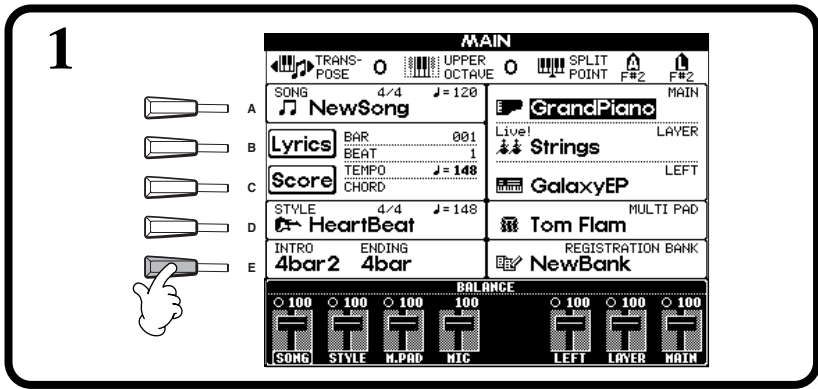 1
MAIN
TRANS-
POSE 0
UPPER
OCTAVE 0
SPLIT
POINT
A
F#2
L
F#2
A
B
C
D
E
SONG 4/4 ♩=120
NewSong
Lyrics
BAR 001
BEAT 1
Score
TEMPO ♩=148
CHORD
STYLE 4/4 ♩=148
HeartBeat
INTRO ENDING
4bar2 4bar
MAIN
GrandPiano
Live! LAYER
Strings
LEFT
GalaxyEP
MULTI PAD
Tom Flam
REGISTRATION BANK
NewBank
BALANCE
100 100 100 100 100 100 100
SONG STYLE M.PAD MIC LEFT LAYER MAIN